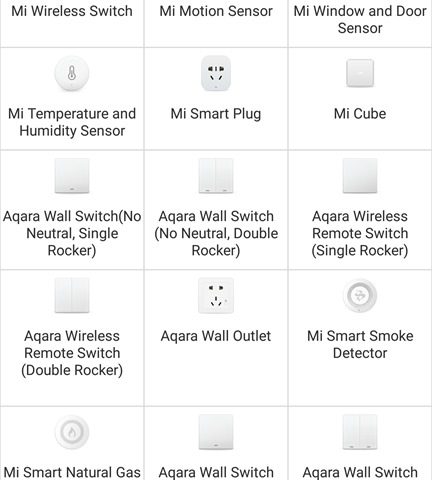 Mi Wireless Switch
Mi Motion Sensor
Mi Window and Door
Sensor
Mi Temperature and
Humidity Sensor
Mi Smart Plug
Mi Cube
Aqara Wall Switch(No
Neutral, Single
Rocker)
Aqara Wall Switch
(No Neutral, Double
Rocker)
Aqara Wireless
Remote Switch
(Single Rocker)
Aqara Wireless
Remote Switch
(Double Rocker)
Aqara Wall Outlet
Mi Smart Smoke
Detector
Mi Smart Natural Gas
Aqara Wall Switch
Aqara Wall Switch